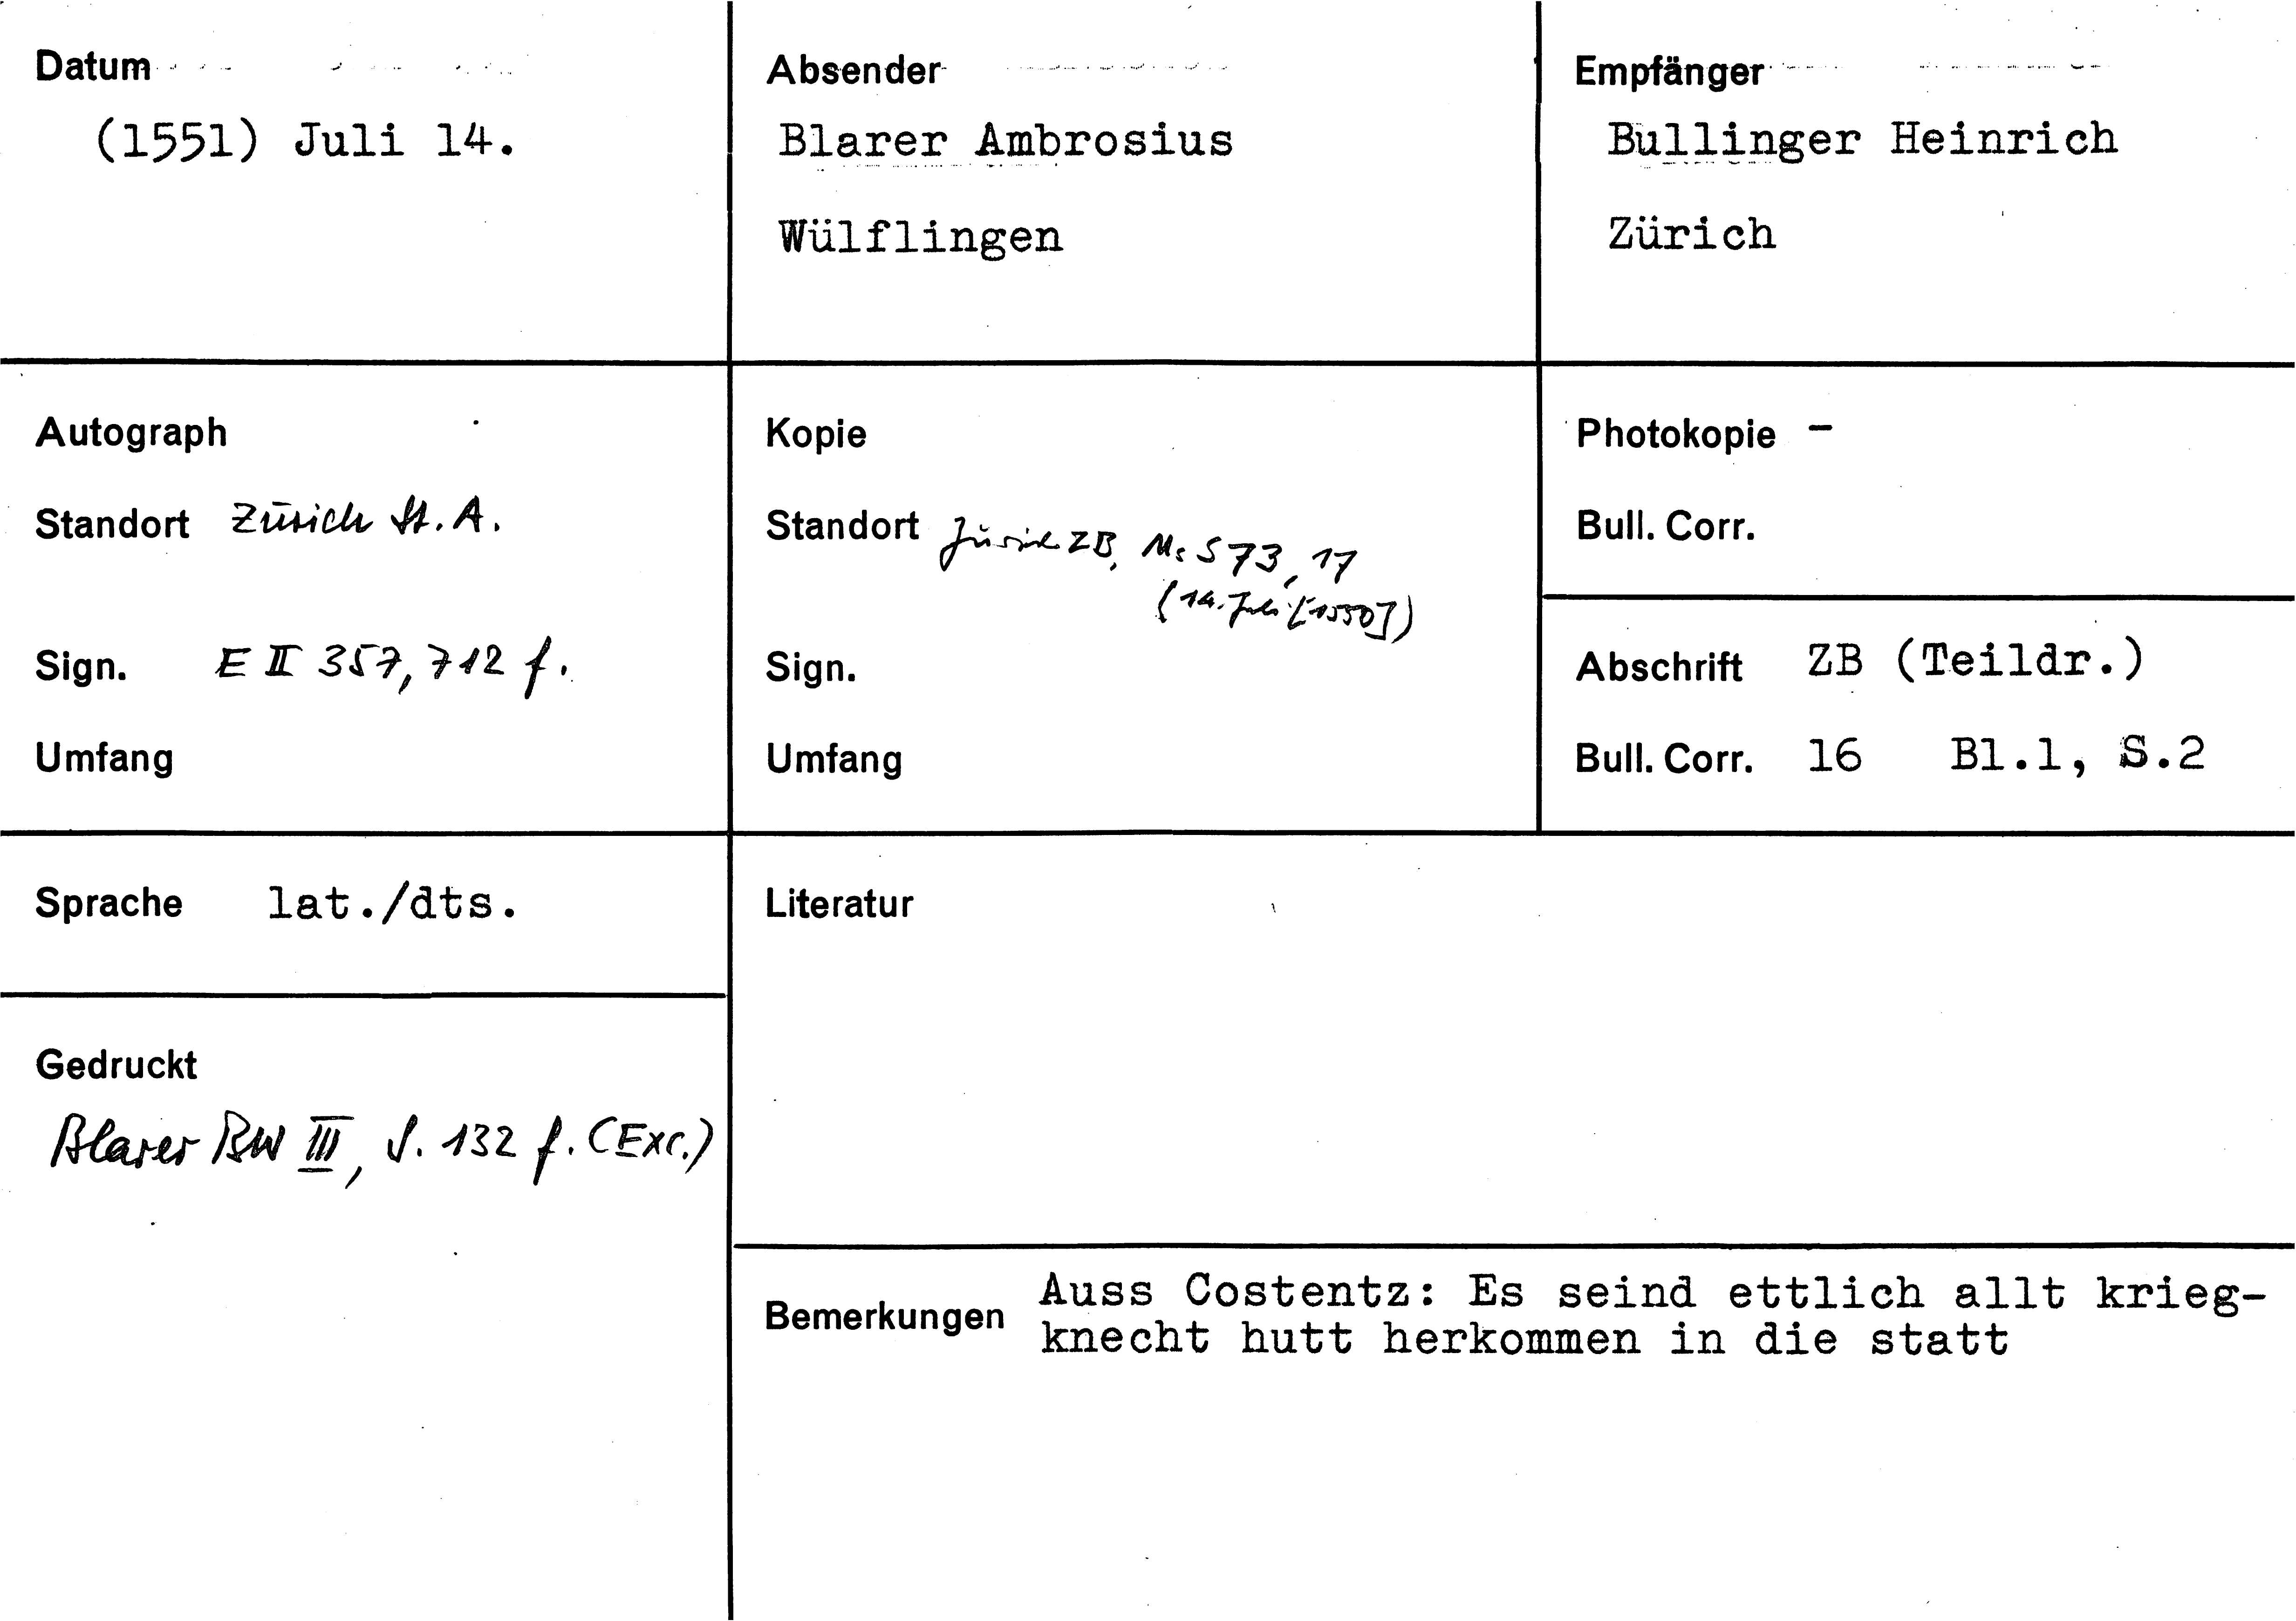 Datum
(1551) Juli 14.
Absender
Blarer Ambrosius
Wülflingen
Empfänger
Bullinger Heinrich
Zürich
Autograph
Standort Zürich St. A.
Sign. E II 357, 712 f.
Umfang
Kopie
Standort Zürich ZB, Ms S 73, 17
(14. Juli [1550])
Sign.
Umfang
Photokopie -
Bull. Corr.
Abschrift ZB (Teildr.)
Bull. Corr. 16 Bl.1, S.2
Sprache lat./dts.
Gedruckt
Blarer BW III, S. 132 f. (Exc.)
Literatur
Bemerkungen Auss Costentz: Es seind ettlich allt krieg-
knecht hutt herkommen in die statt